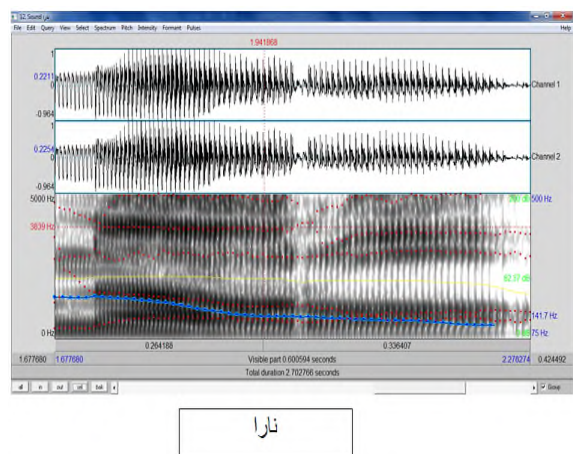 12. Sound نارا
File Edit Query View Select Spectrum Pitch Intensity Formant Pulses
1.941868
1
0.2211
0
-0.964
Channel 1
1
0.2254
0
-0.964
Channel 2
5000 Hz
3839 Hz
0 Hz
500 Hz
62.17 dB
141.7 Hz
75 Hz
0.264188 0.336407
1.677680 1.677680 Visible part 0.600594 seconds 2.278274 0.424492
Total duration 2.702766 seconds
all in out sel bak Group
نارا